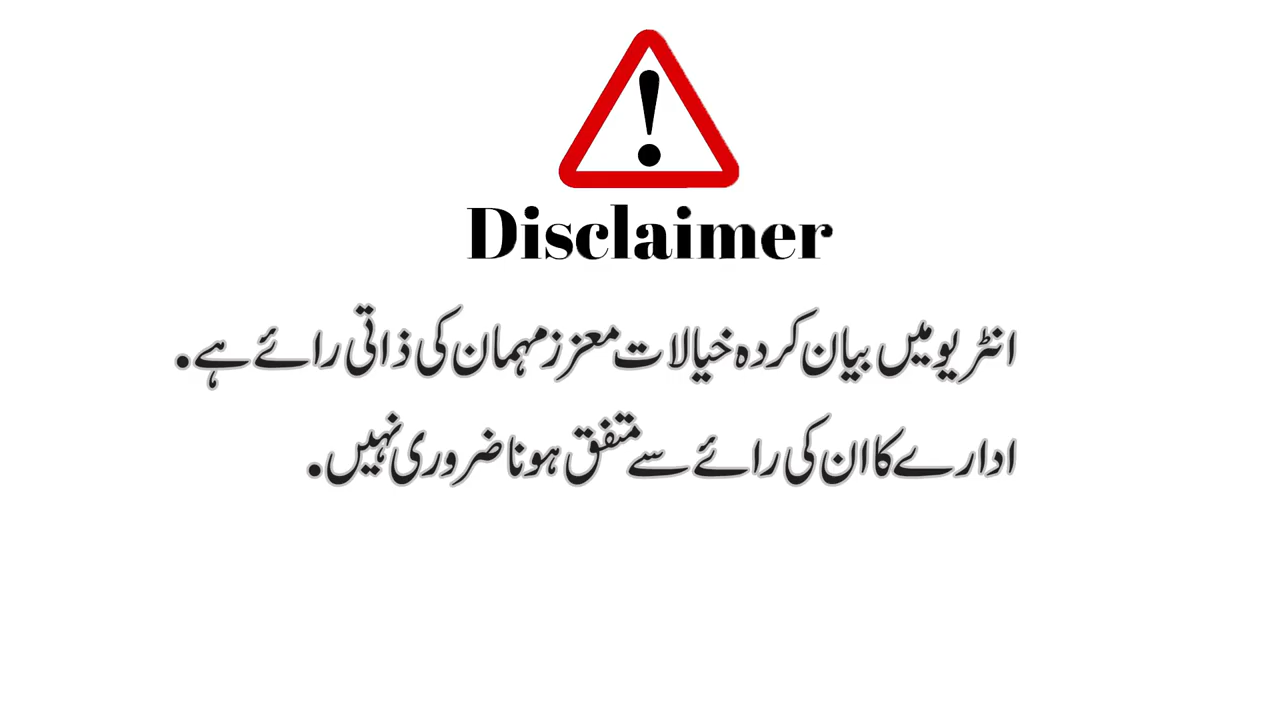 Disclaimer
انٹریو میں بیان کردہ خیالات معزز مہمان کی ذاتی رائے ہے.
ادارے کا ان کی رائے سے متفق ہونا ضروری نہیں.